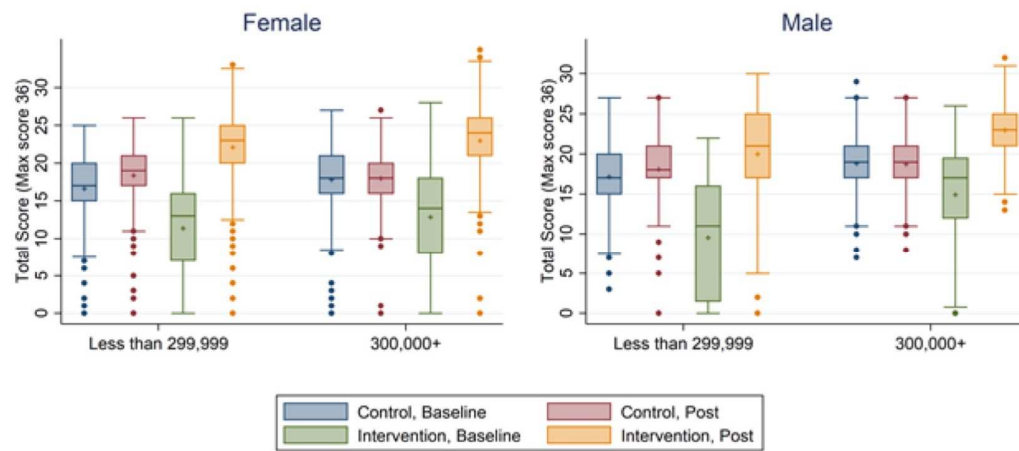 Female
Male
Total Score (Max score 36)
35
30
25
20
15
10
5
0
Less than 299,999
300,000+
Total Score (Max score 36)
30
25
20
15
10
5
0
Less than 299,999
300,000+
Control, Baseline
Control, Post
Intervention, Baseline
Intervention, Post